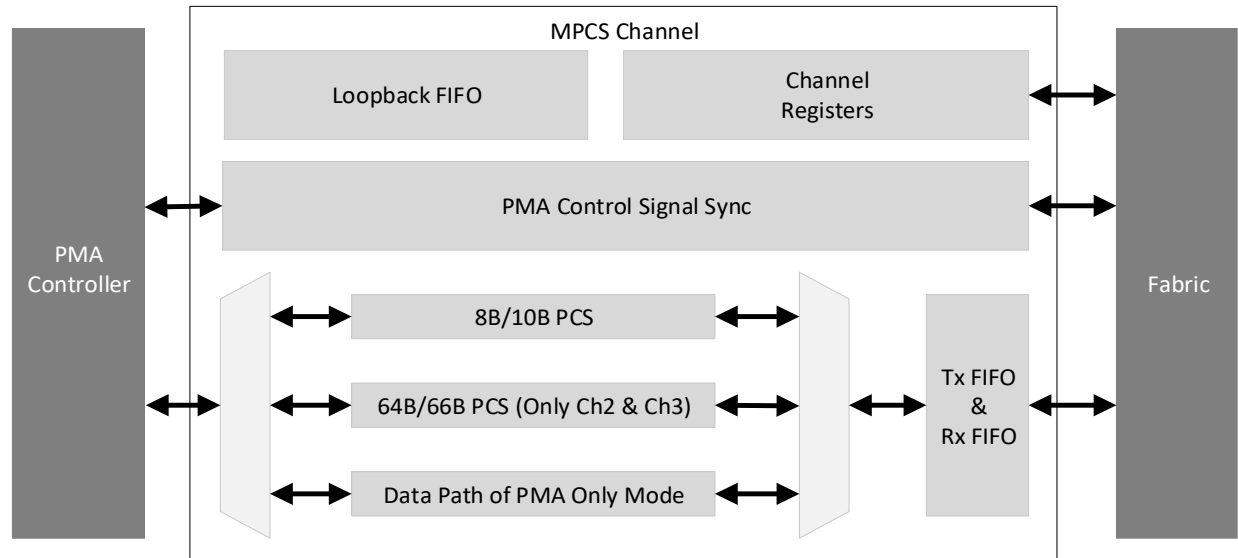 MPCS Channel
Loopback FIFO
Channel
Registers
PMA Control Signal Sync
PMA
Controller
Fabric
8B/10B PCS
64B/66B PCS (Only Ch2 & Ch3)
Data Path of PMA Only Mode
Tx FIFO
&
Rx FIFO